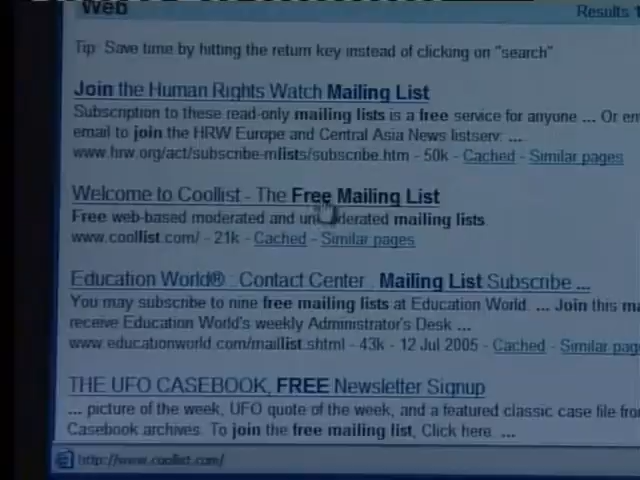 Web
Results 1
Tip: Save time by hitting the return key instead of clicking on "search"
Join the Human Rights Watch Mailing List
Subscription to these read-only mailing lists is a free service for anyone ... Or em
email to join the HRW Europe and Central Asia News listserv: ...
www.hrw.org/act/subscribe-mlists/subscribe.htm - 50k - Cached - Similar pages
Welcome to Coollist - The Free Mailing List
Free web-based moderated and unmoderated mailing lists.
www.coollist.com/ - 21k - Cached - Similar pages
Education World® : Contact Center : Mailing List Subscribe ...
You may subscribe to nine free mailing lists at Education World. ... Join this ma
receive Education World's weekly Administrator's Desk ...
www.educationworld.com/maillist.shtml - 43k - 12 Jul 2005 - Cached - Similar pag
THE UFO CASEBOOK, FREE Newsletter Signup
... picture of the week, UFO quote of the week, and a featured classic case file fro
Casebook archives. To join the free mailing list, Click here. ...
http://www.coollist.com/